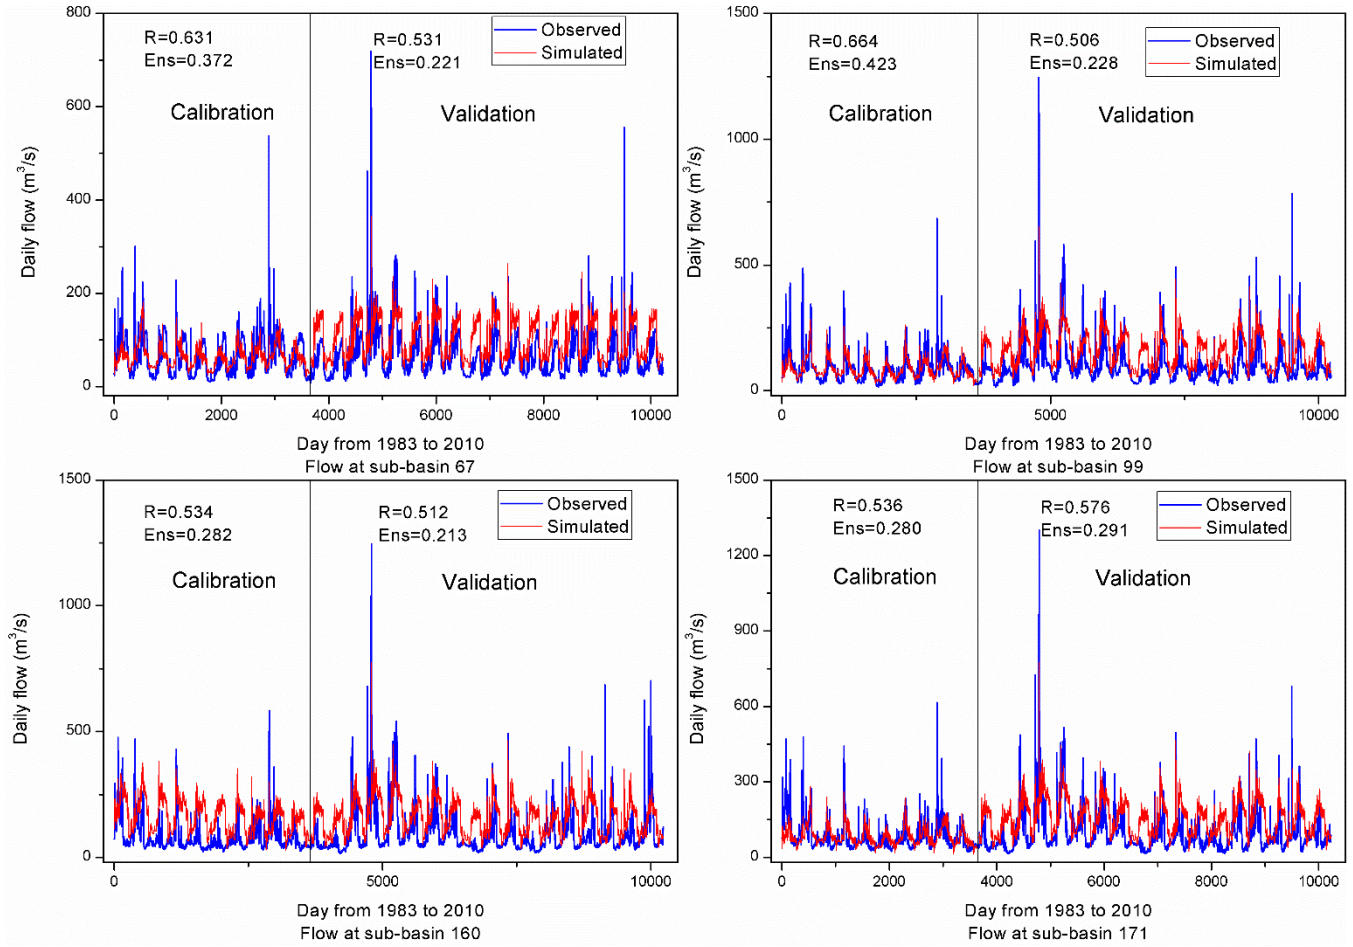 800
600
400
200
0
Daily flow (m³/s)
R=0.631
Ens=0.372
Calibration
R=0.531
Ens=0.221
Validation
Observed
Simulated
0
2000
4000
6000
8000
10000
Day from 1983 to 2010
Flow at sub-basin 67
1500
1000
500
0
Daily flow (m³/s)
R=0.664
Ens=0.423
Calibration
R=0.506
Ens=0.228
Validation
Observed
Simulated
0
5000
10000
Day from 1983 to 2010
Flow at sub-basin 99
1500
1000
500
0
Daily flow (m³/s)
R=0.534
Ens=0.282
Calibration
R=0.512
Ens=0.213
Validation
Observed
Simulated
0
5000
10000
Day from 1983 to 2010
Flow at sub-basin 160
1500
1200
900
600
300
0
Daily flow (m³/s)
R=0.536
Ens=0.280
Calibration
R=0.576
Ens=0.291
Validation
Observed
Simulated
0
2000
4000
6000
8000
10000
Day from 1983 to 2010
Flow at sub-basin 171